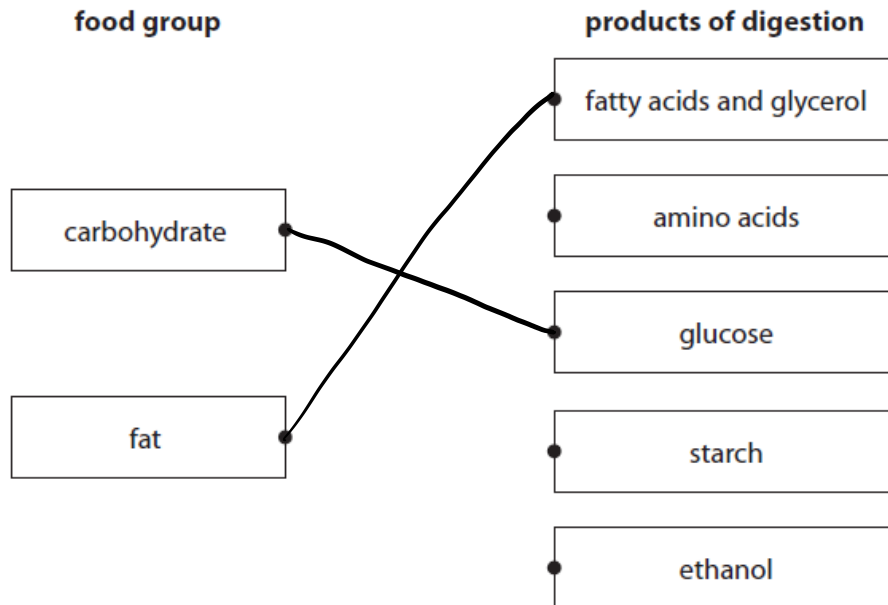 food group
products of digestion
fatty acids and glycerol
amino acids
carbohydrate
glucose
fat
starch
ethanol